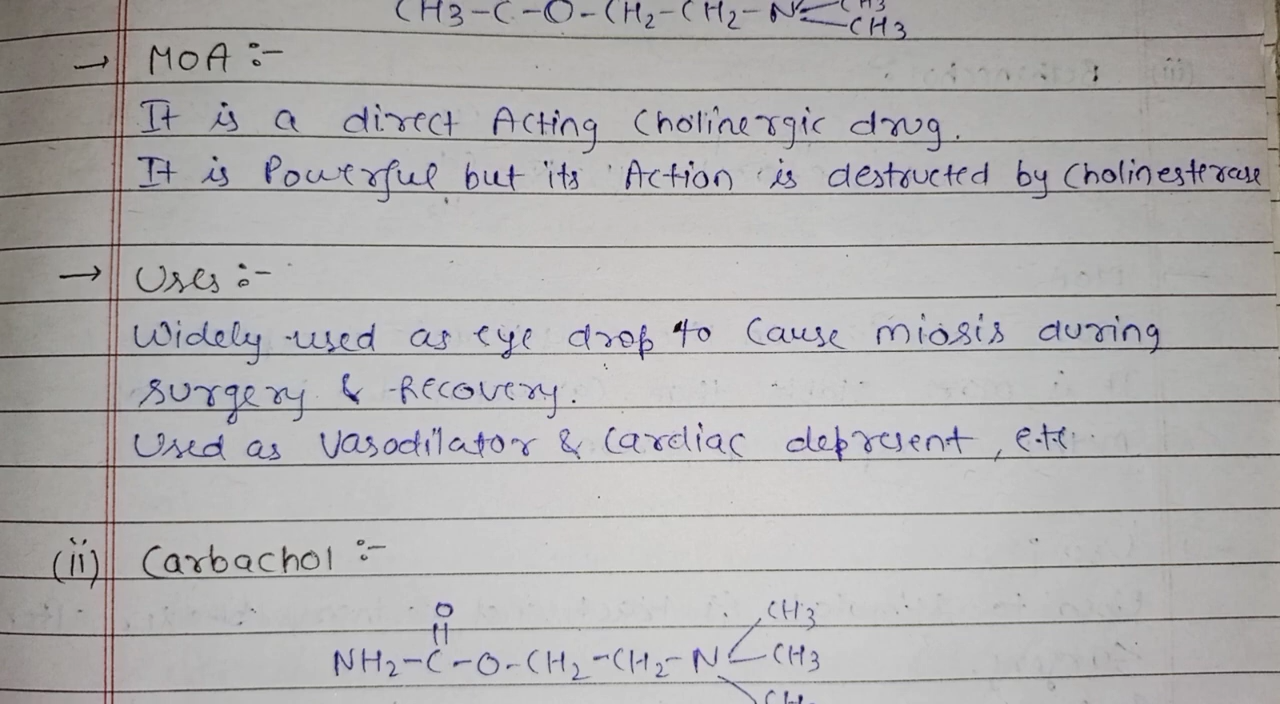 CH3-C-O-CH2-CH2-N CH3
CH3
→ MOA :-
It is a direct Acting Cholinergic drug.
It is Powerful but its Action is destructed by Cholinesterase
→ Uses :-
Widely used as eye drop to Cause miosis during
surgery & Recovery.
Used as Vasodilator & Cardiac depresent, etc.
(ii) Carbachol :-
O
||
CH3
NH2-C-O-CH2-CH2-N-CH3